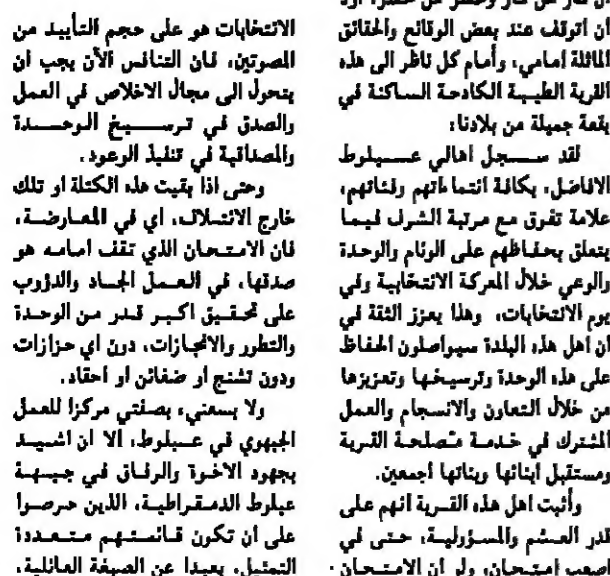 ان اتوقف عند بعض الوقائع والحقائق
الماثلة امامي، وأمام كل ناظر الى هذه
القرية الطيبة الكادحة الساكنة في
بقعة جميلة من بلادنا:
لقد سجل اهالي عبلوط
الافاضل، بكافة انتماءاتهم وفئاتهم،
علامة تفوق مع مرتبة الشرف فيما
يتعلق بحفاظهم على الوئام والوحدة
والوعي خلال المعركة الانتخابية وفي
يوم الانتخابات، وهذا يعزز الثقة في
ان اهل هذه البلدة سيواصلون الحفاظ
على هذه الوحدة وترسيخها وتعزيزها
من خلال التعاون والانسجام والعمل
المشترك في خدمة مصلحة القرية
ومستقبل ابنائها وبناتها اجمعين.
وأثبت اهل هذه القرية انهم على
قدر العشم والمسؤولية، حتى في
اصعب امتحان، ولو ان الامتحان
الانتخابات هو على حجم التأييد من
المصوتين، فان التنافس الآن يجب ان
يتحول الى مجال الاخلاص في العمل
والصدق في ترسيخ الوحدة
والمصداقية في تنفيذ الوعود.
وحتى اذا بقيت هذه الكتلة او تلك
خارج الائتلاف، اي في المعارضة،
فان الامتحان الذي تقف امامه هو
صدقها، في العمل الجاد والدؤوب
على تحقيق اكبر قدر من الوحدة
والتطور والانجازات، دون اي حزازات
ودون تشنج او ضغائن او احقاد.
ولا يسعني، بصفتي مركزا للعمل
الجبهوي في عبلوط، الا ان اشيد
بجهود الاخوة والرفاق في جبهة
عبلوط الدمقراطية، الذين حرصوا
على ان تكون قائمتهم متعددة
التمثيل، بعيدا عن الصيغة العائلية،